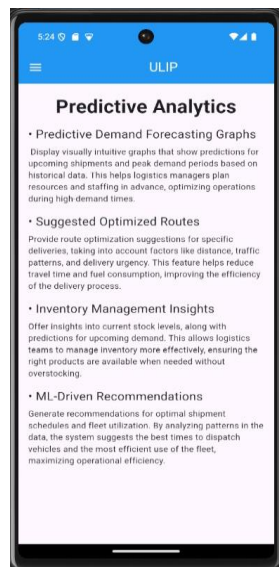 5:24
ULIP
Predictive Analytics
• Predictive Demand Forecasting Graphs
Display visually intuitive graphs that show predictions for
upcoming shipments and peak demand periods based on
historical data. This helps logistics managers plan
resources and staffing in advance, optimizing operations
during high-demand times.
• Suggested Optimized Routes
Provide route optimization suggestions for specific
deliveries, taking into account factors like distance, traffic
patterns, and delivery urgency. This feature helps reduce
travel time and fuel consumption, improving the efficiency
of the delivery process.
• Inventory Management Insights
Offer insights into current stock levels, along with
predictions for upcoming demand. This allows logistics
teams to manage inventory more effectively, ensuring the
right products are available when needed without
overstocking.
• ML-Driven Recommendations
Generate recommendations for optimal shipment
schedules and fleet utilization. By analyzing patterns in the
data, the system suggests the best times to dispatch
vehicles and the most efficient use of the fleet,
maximizing operational efficiency.